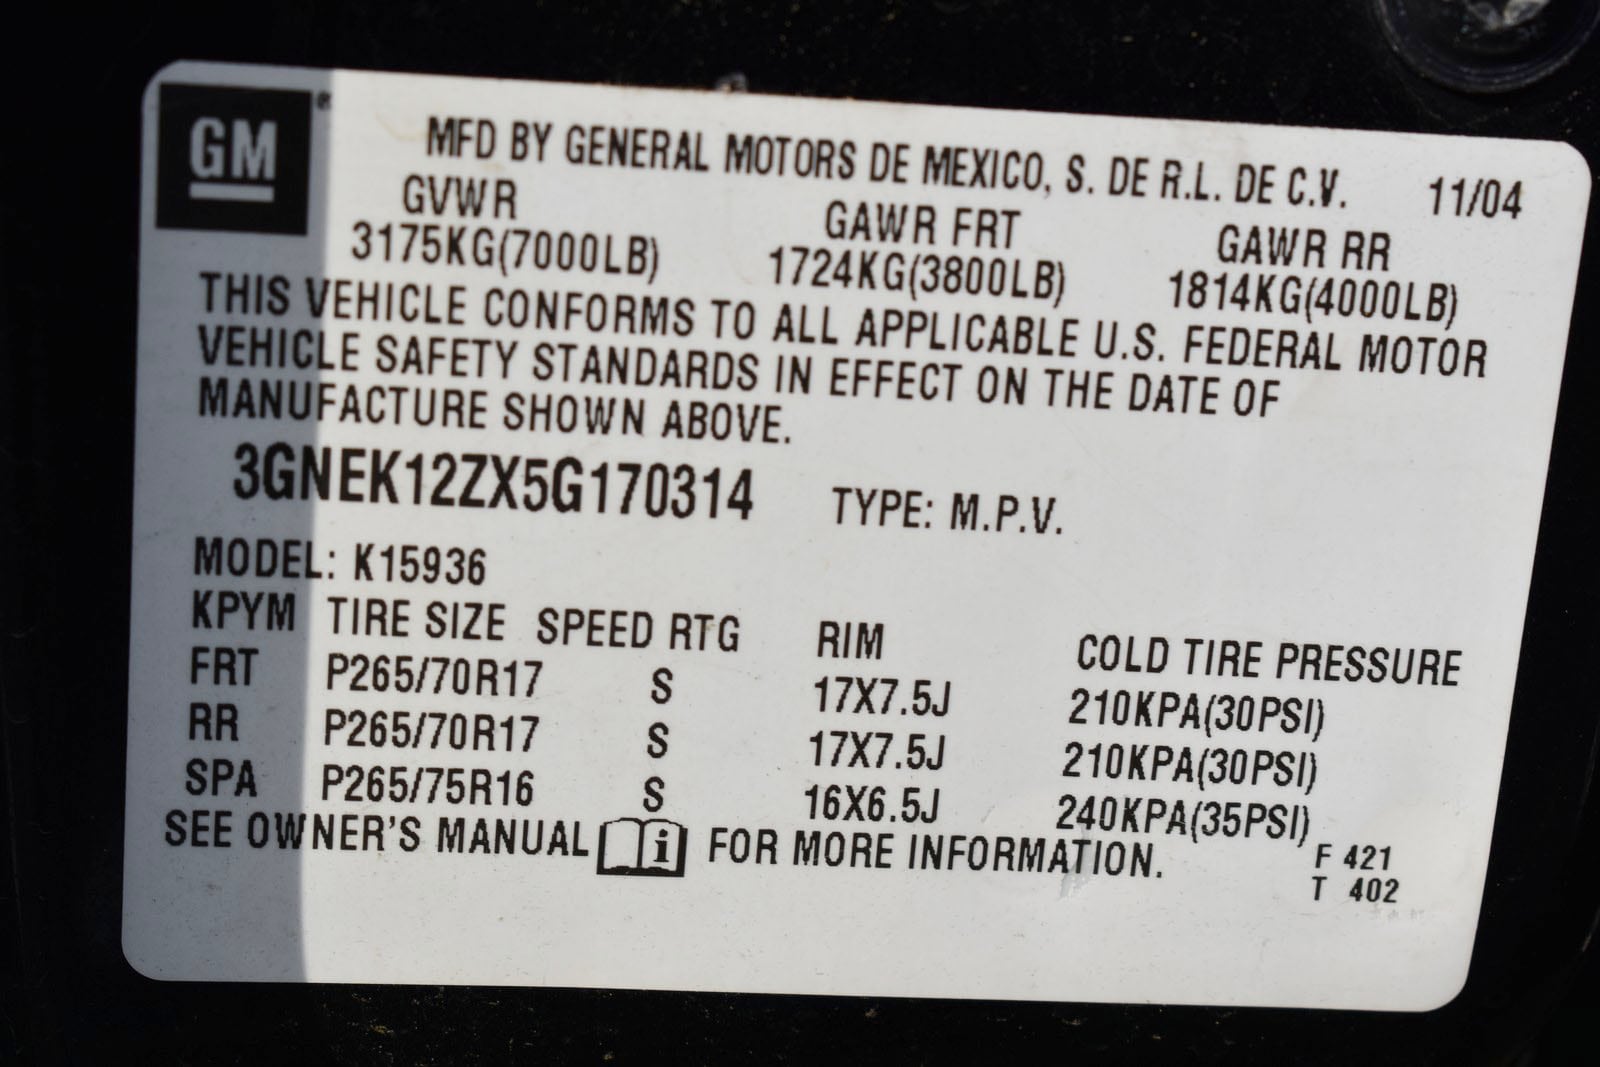 GM
MFD BY GENERAL MOTORS DE MEXICO, S. DE R.L. DE C.V. 11/04
GVWR GAWR FRT GAWR RR
3175KG(7000LB) 1724KG(3800LB) 1814KG(4000LB)
THIS VEHICLE CONFORMS TO ALL APPLICABLE U.S. FEDERAL MOTOR
VEHICLE SAFETY STANDARDS IN EFFECT ON THE DATE OF
MANUFACTURE SHOWN ABOVE.
3GNEK12ZX5G170314 TYPE: M.P.V.
MODEL: K15936
KPYM TIRE SIZE SPEED RTG RIM COLD TIRE PRESSURE
FRT P265/70R17 S 17X7.5J 210KPA(30PSI)
RR P265/70R17 S 17X7.5J 210KPA(30PSI)
SPA P265/75R16 S 16X6.5J 240KPA(35PSI)
SEE OWNER'S MANUAL i FOR MORE INFORMATION.
F 421
T 402